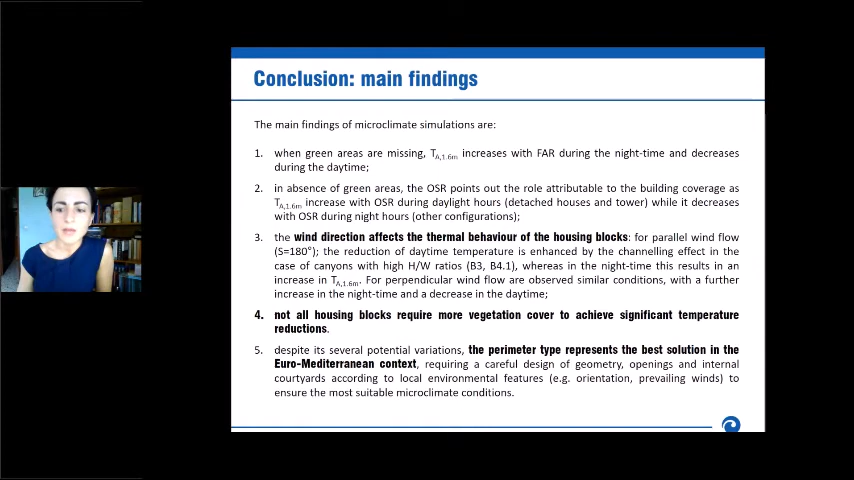 Conclusion: main findings
The main findings of microclimate simulations are:
1. when green areas are missing, TA,1.6m increases with FAR during the night-time and decreases
during the daytime;
2. in absence of green areas, the OSR points out the role attributable to the building coverage as
TA,1.6m increase with OSR during daylight hours (detached houses and tower) while it decreases
with OSR during night hours (other configurations);
3. the wind direction affects the thermal behaviour of the housing blocks: for parallel wind flow
(S=180°); the reduction of daytime temperature is enhanced by the channelling effect in the
case of canyons with high H/W ratios (B3, B4.1), whereas in the night-time this results in an
increase in TA,1.6m. For perpendicular wind flow are observed similar conditions, with a further
increase in the night-time and a decrease in the daytime;
4. not all housing blocks require more vegetation cover to achieve significant temperature
reductions.
5. despite its several potential variations, the perimeter type represents the best solution in the
Euro-Mediterranean context, requiring a careful design of geometry, openings and internal
courtyards according to local environmental features (e.g. orientation, prevailing winds) to
ensure the most suitable microclimate conditions.